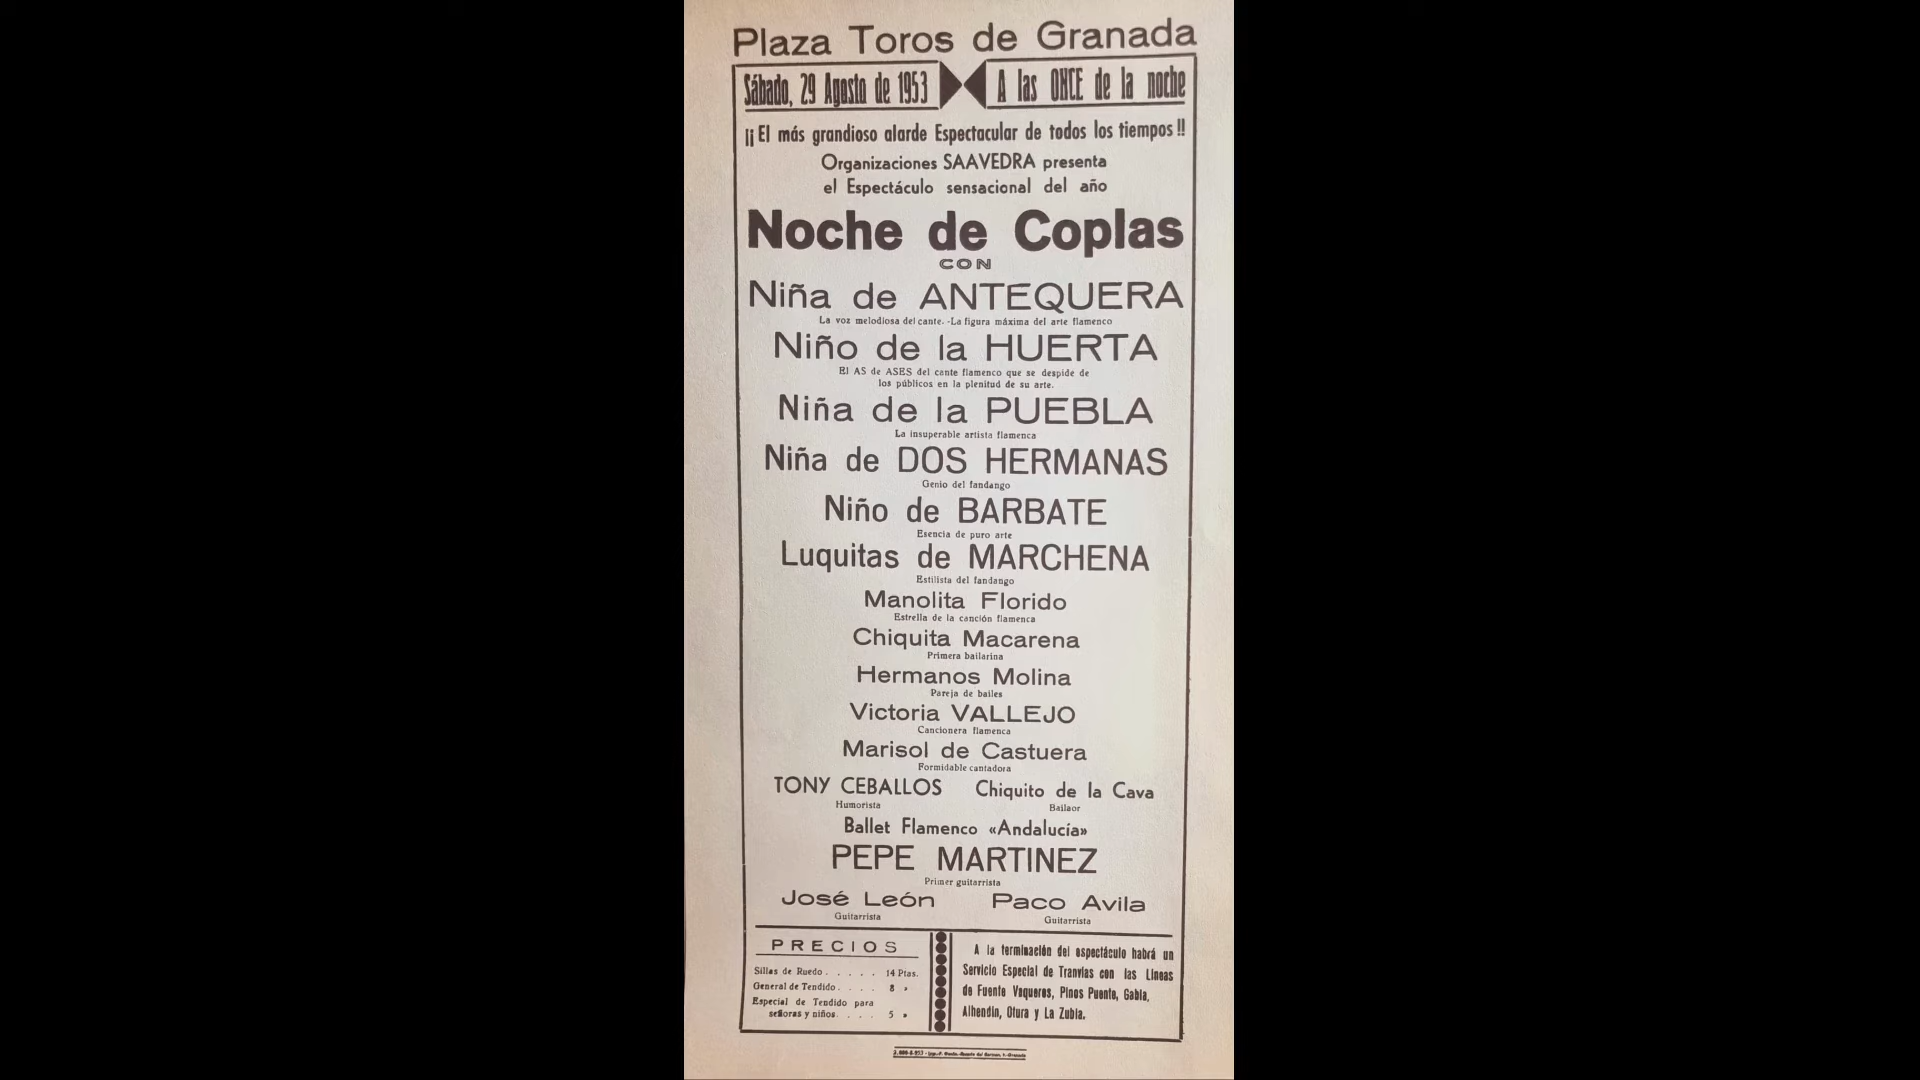 Plaza Toros de Granada
Sábado, 29 Agosto de 1953 A las ONCE de la noche
¡¡El más grandioso alarde Espectacular de todos los tiempos!!
Organizaciones SAAVEDRA presenta
el Espectáculo sensacional del año
Noche de Coplas
CON
Niña de ANTEQUERA
La voz melodiosa del cante.-La figura máxima del arte flamenco
Niño de la HUERTA
El AS de ASES del cante flamenco que se despide de
los públicos en la plenitud de su arte.
Niña de la PUEBLA
La insuperable artista flamenca
Niña de DOS HERMANAS
Genio del fandango
Niño de BARBATE
Esencia de puro arte
Luquitas de MARCHENA
Estilista del fandango
Manolita Florido
Estrella de la canción flamenca
Chiquita Macarena
Primera bailarina
Hermanos Molina
Pareja de bailes
Victoria VALLEJO
Cancionera flamenca
Marisol de Castuera
Formidable cantadora
TONY CEBALLOS Chiquito de la Cava
Humorista Bailaor
Ballet Flamenco «Andalucía»
PEPE MARTINEZ
Primer guitarrista
José León Paco Avila
Guitarrista Guitarrista
PRECIOS
Sillas de Ruedo . . . . . 14 Ptas.
General de Tendido . . . . 8 »
Especial de Tendido para
señoras y niños. . . . 5 »
A la terminación del espectáculo habrá un
Servicio Especial de Tranvías con las Líneas
de Fuente Vaqueros, Pinos Puente, Gabia,
Alhendín, Otura y La Zubia.